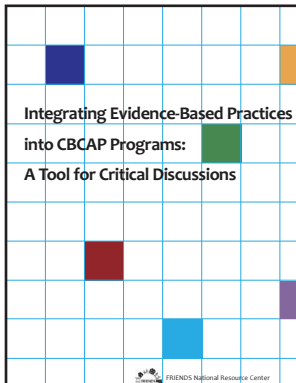 Integrating Evidence-Based Practices
into CBCAP Programs:
A Tool for Critical Discussions
FRIENDS National Resource Center